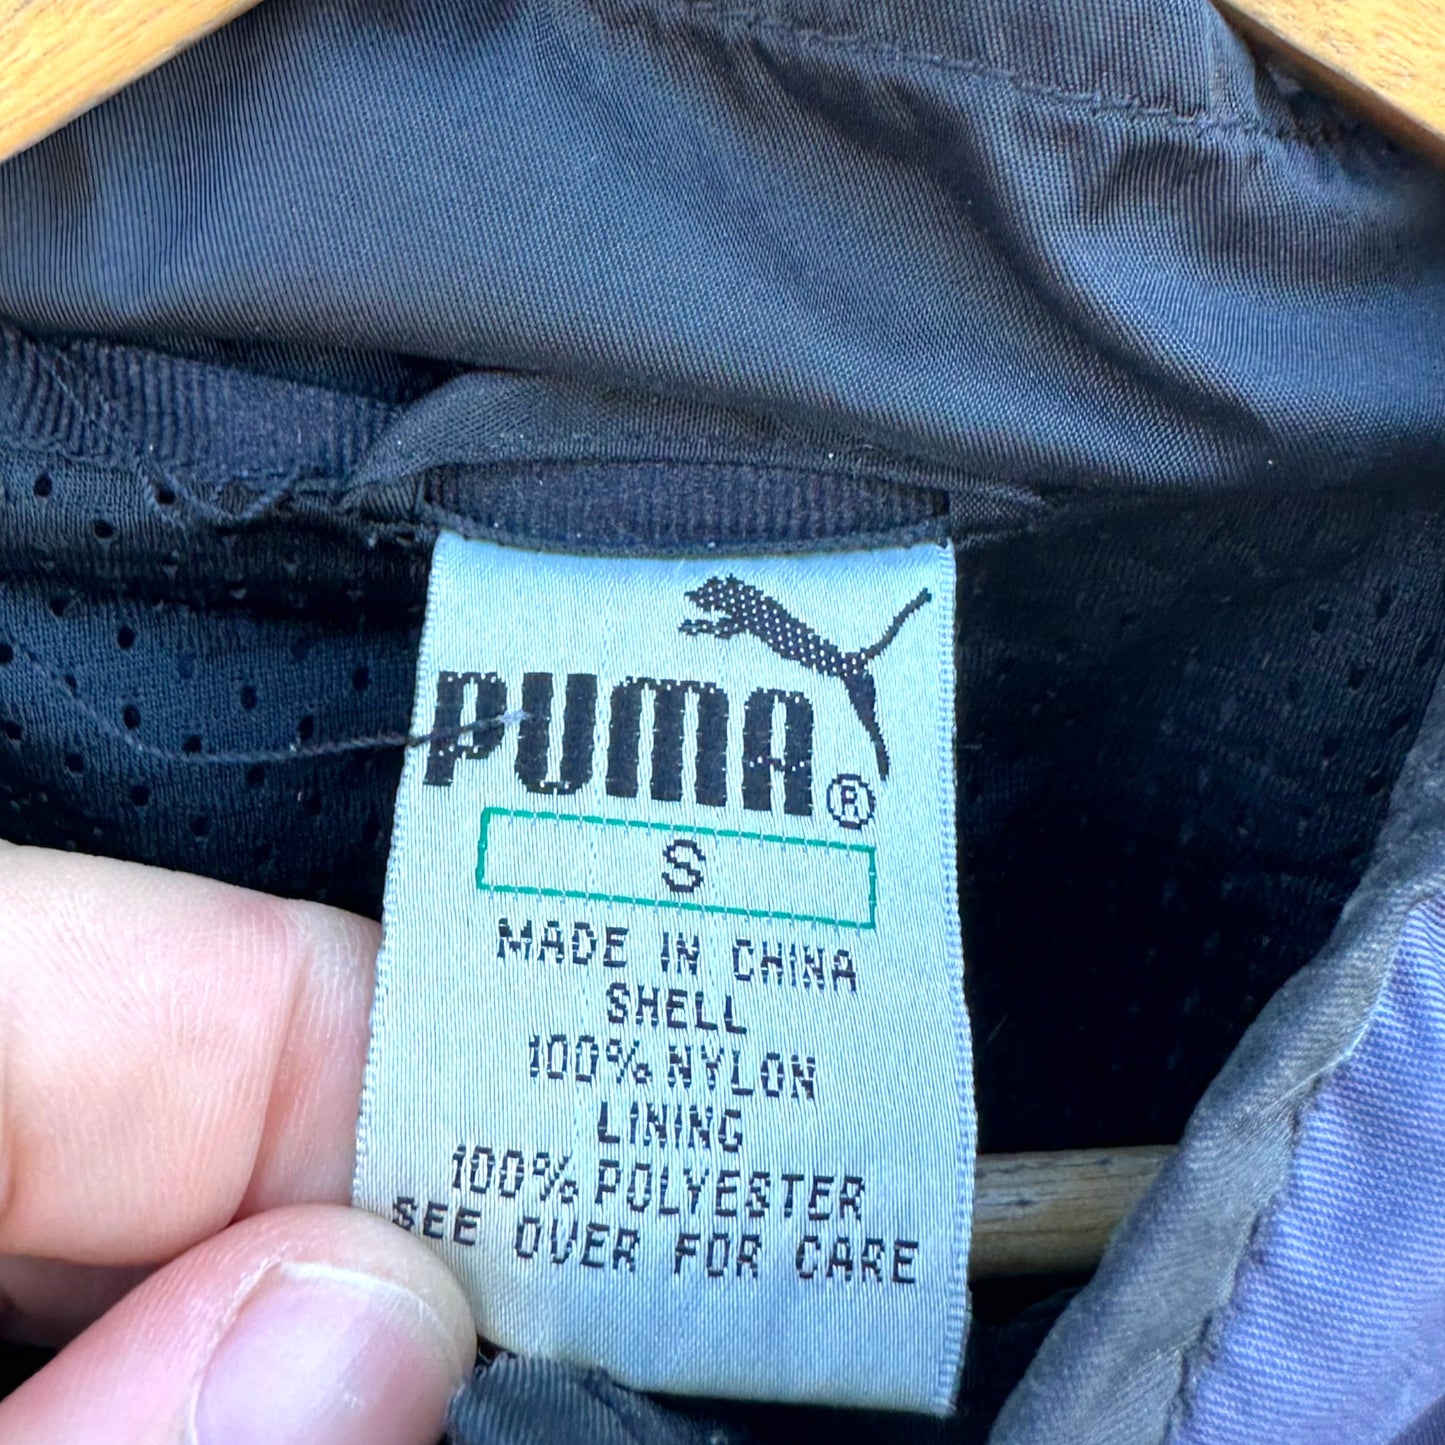 PUMA®
S
MADE IN CHINA
SHELL
100% NYLON
LINING
100% POLYESTER
SEE OVER FOR CARE